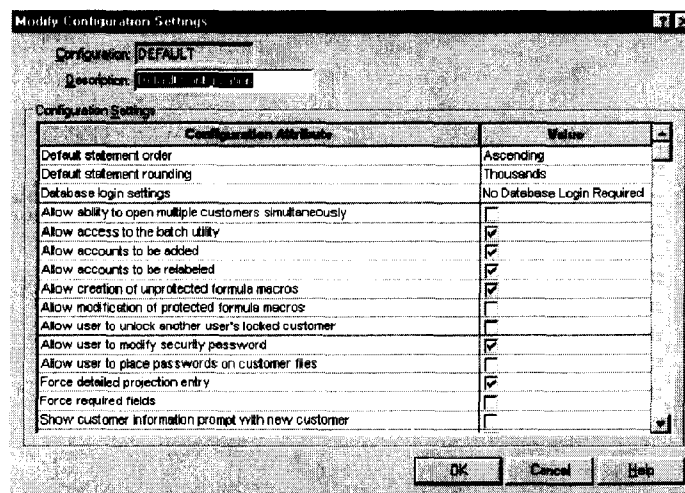 Modify Configuration Settings
Configuration: DEFAULT
Description: Default configuration
Configuration Settings
Configuration Attribute Value
Default statement order Ascending
Default statement rounding Thousands
Database login settings No Database Login Required
Allow ability to open multiple customers simultaneously
Allow access to the batch utility
Allow accounts to be added
Allow accounts to be relabeled
Allow creation of unprotected formula macros
Allow modification of protected formula macros
Allow user to unlock another user's locked customer
Allow user to modify security password
Allow user to place passwords on customer files
Force detailed projection entry
Force required fields
Show customer information prompt with new customer
OK Cancel Help